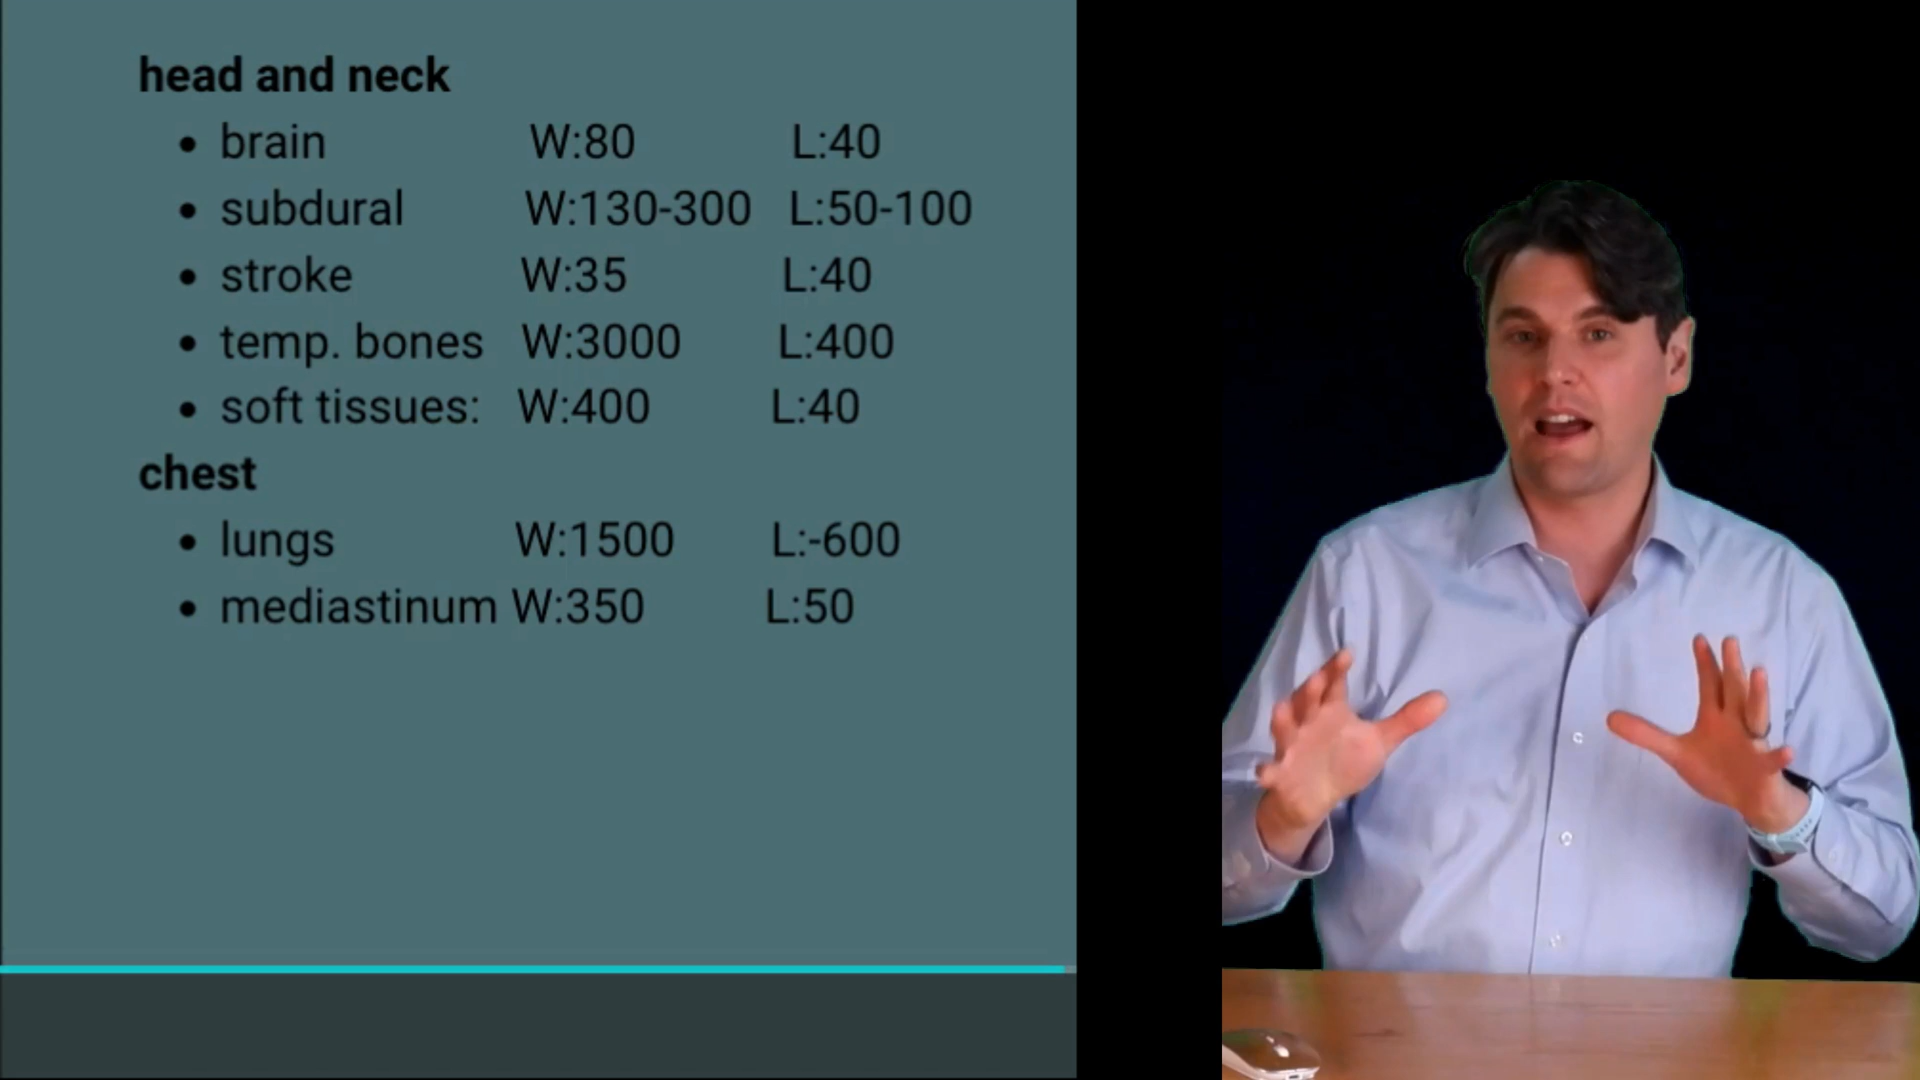 head and neck
• brain W:80 L:40
• subdural W:130-300 L:50-100
• stroke W:35 L:40
• temp. bones W:3000 L:400
• soft tissues: W:400 L:40
chest
• lungs W:1500 L:-600
• mediastinum W:350 L:50